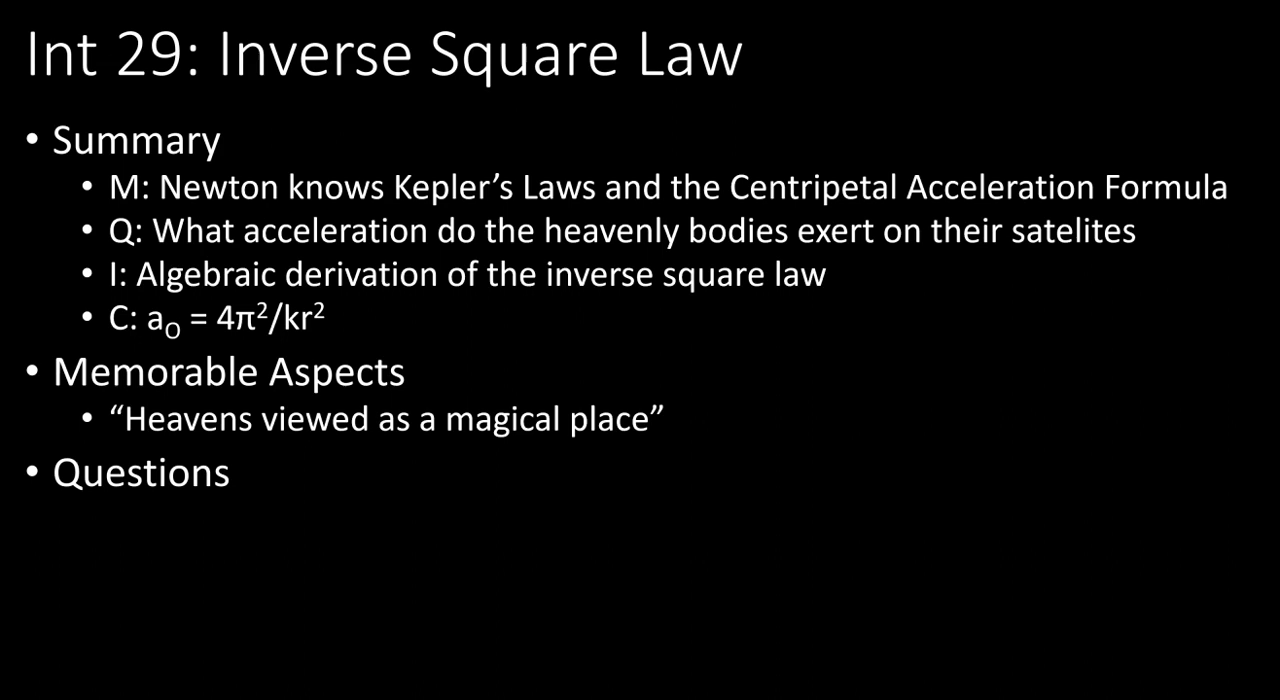 Int 29: Inverse Square Law
• Summary
• M: Newton knows Kepler’s Laws and the Centripetal Acceleration Formula
• Q: What acceleration do the heavenly bodies exert on their satelites
• I: Algebraic derivation of the inverse square law
• C: a_O = 4π²/kr²
• Memorable Aspects
• “Heavens viewed as a magical place”
• Questions